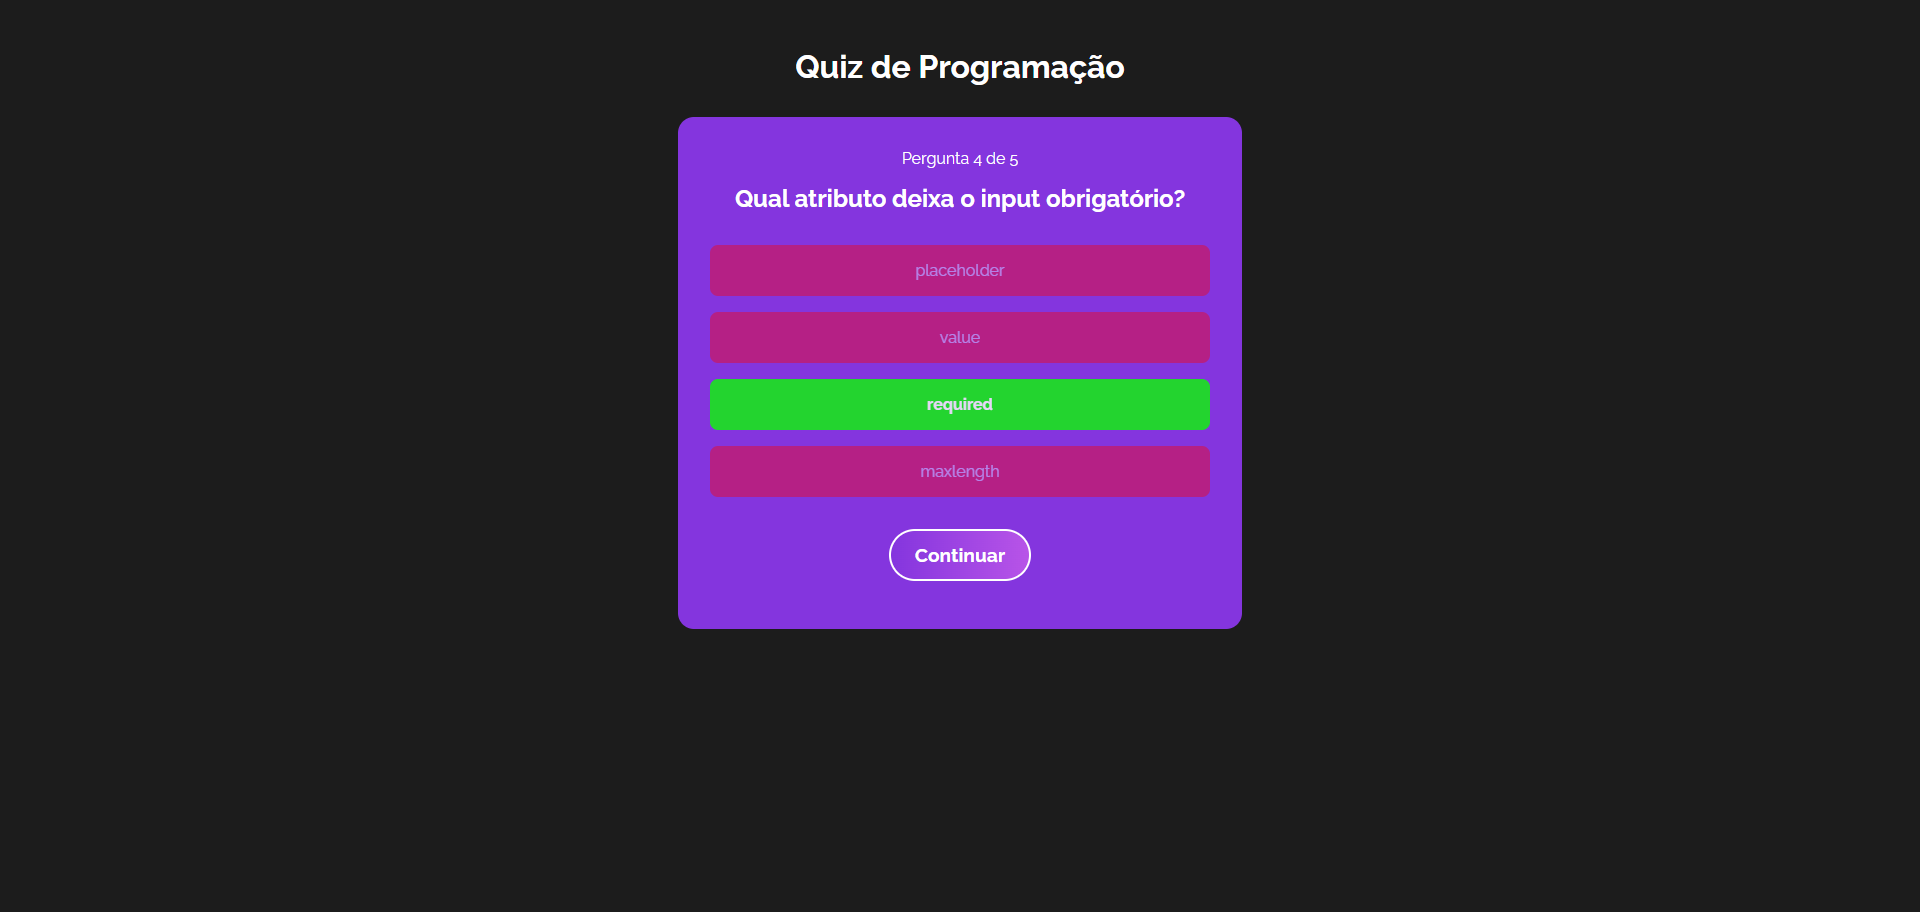 Quiz de Programação
Pergunta 4 de 5
Qual atributo deixa o input obrigatório?
placeholder
value
required
maxlength
Continuar